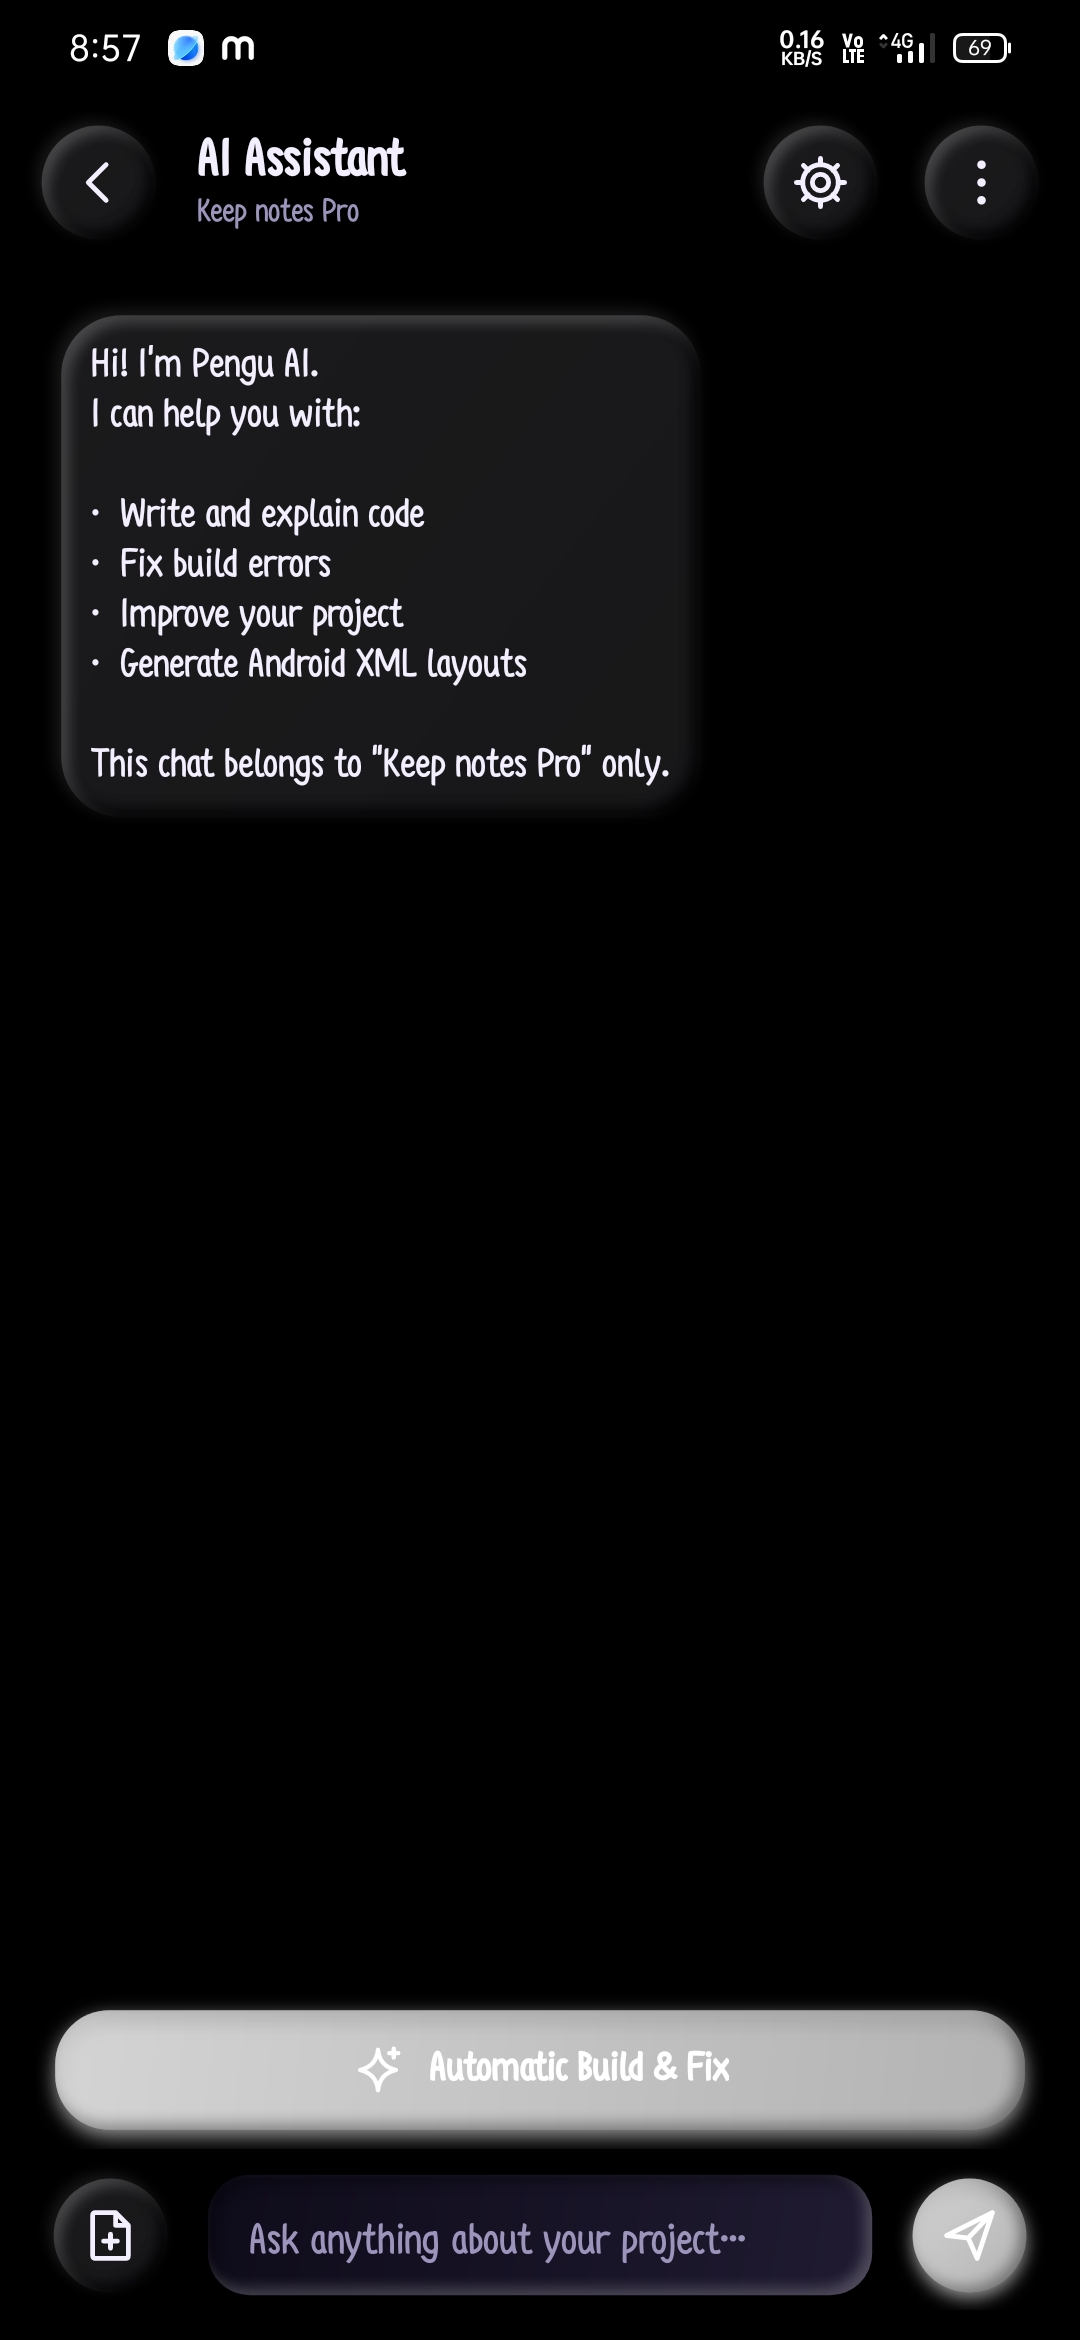 8:57 m 0.16 KB/S Vo LTE 4G 69
AI Assistant
Keep notes Pro
Hi! I'm Pengu AI.
I can help you with:
• Write and explain code
• Fix build errors
• Improve your project
• Generate Android XML layouts
This chat belongs to "Keep notes Pro" only.
Automatic Build & Fix
Ask anything about your project...